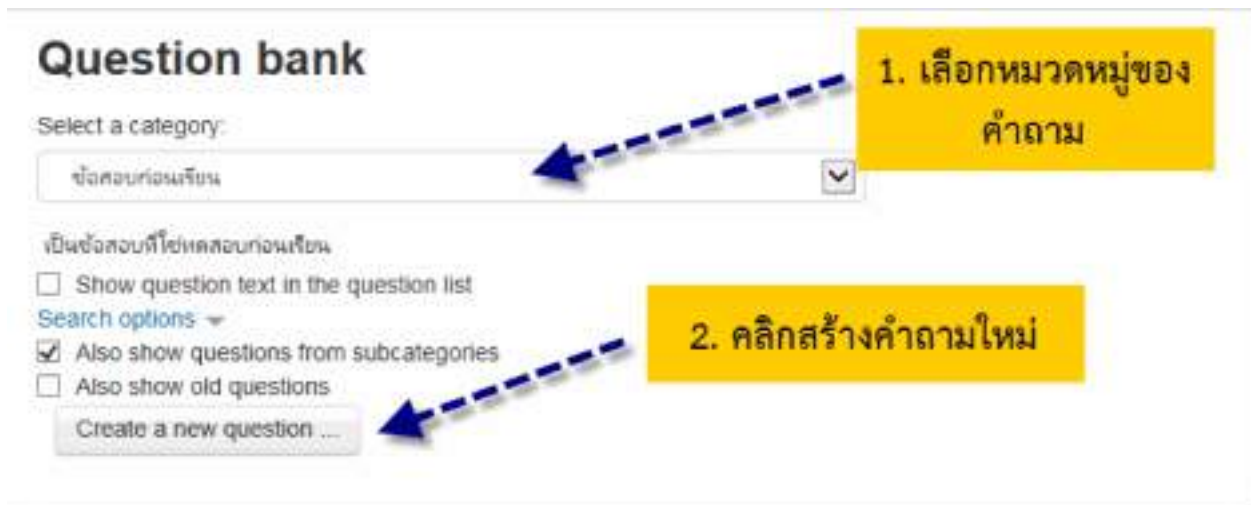 Question bank
1. เลือกหมวดหมู่ของ
คำถาม
Select a category:
ข้อสอบก่อนเรียน
เป็นข้อสอบที่ใช้ทดสอบก่อนเรียน
Show question text in the question list
Search options
2. คลิกสร้างคำถามใหม่
Also show questions from subcategories
Also show old questions
Create a new question ...